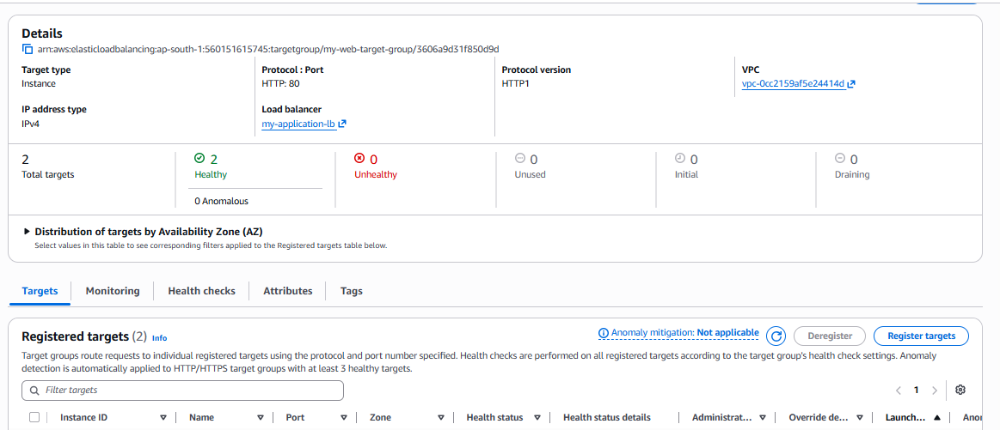 Details
arn:aws:elasticloadbalancing:ap-south-1:560151615745:targetgroup/my-web-target-group/3606a9d31f850d9d
Target type
Instance
Protocol : Port
HTTP: 80
Protocol version
HTTP1
VPC
vpc-0cc2159af5e24414d
IP address type
IPv4
Load balancer
my-application-lb
2
Total targets
2
Healthy
0 Anomalous
0
Unhealthy
0
Unused
0
Initial
0
Draining
Distribution of targets by Availability Zone (AZ)
Select values in this table to see corresponding filters applied to the Registered targets table below.
Targets
Monitoring
Health checks
Attributes
Tags
Registered targets (2) Info
Anomaly mitigation: Not applicable
Deregister
Register targets
Target groups route requests to individual registered targets using the protocol and port number specified. Health checks are performed on all registered targets according to the target group's health check settings. Anomaly
detection is automatically applied to HTTP/HTTPS target groups with at least 3 healthy targets.
Filter targets
1
Instance ID
Name
Port
Zone
Health status
Health status details
Administrat...
Override de...
Launch...
Anor